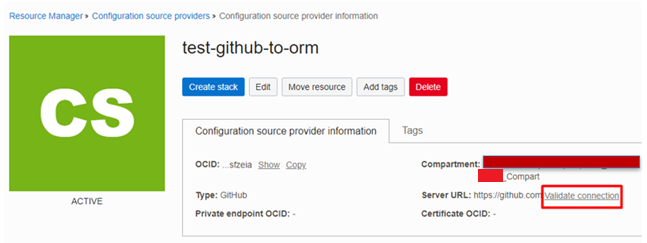 Resource Manager » Configuration source providers » Configuration source provider information
CS
ACTIVE
test-github-to-orm
Create stack Edit Move resource Add tags Delete
Configuration source provider information Tags
OCID: ...sfzeia Show Copy
Compartment:
_Compart
Type: GitHub
Server URL: https://github.com Validate connection
Private endpoint OCID: -
Certificate OCID: -